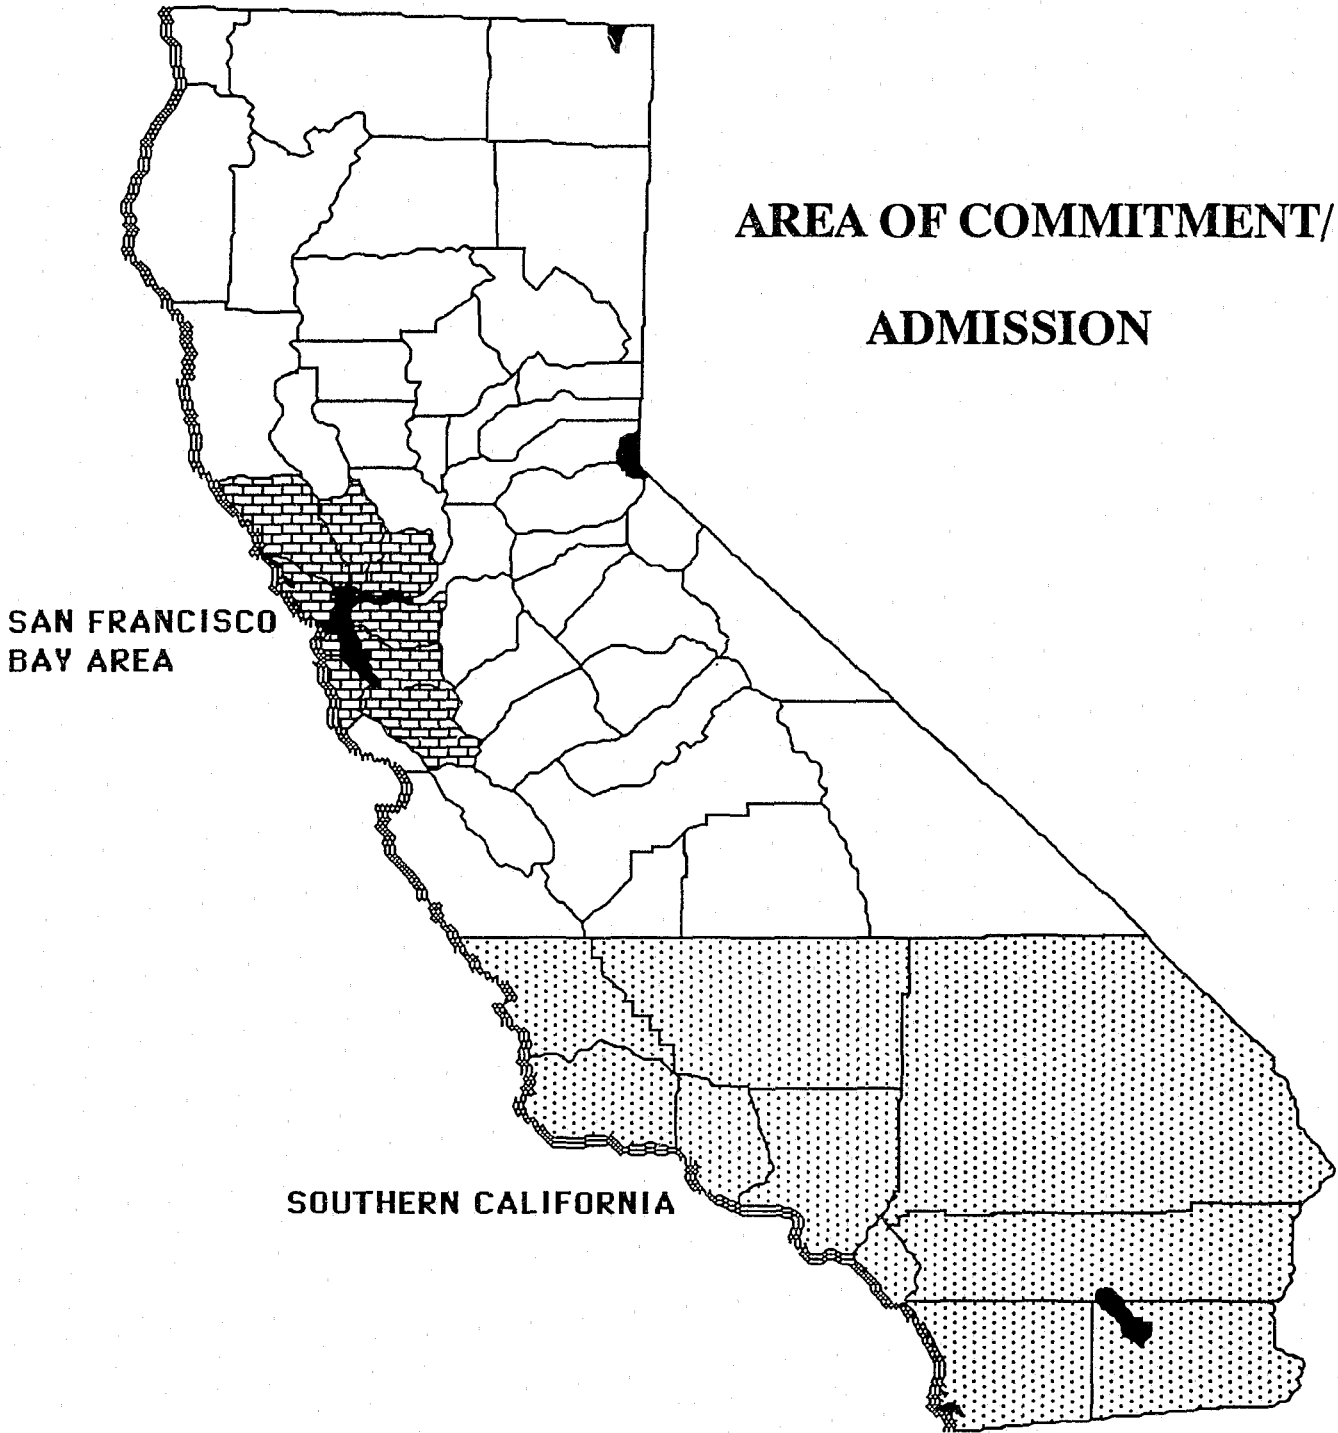 AREA OF COMMITMENT/
ADMISSION
SAN FRANCISCO
BAY AREA
SOUTHERN CALIFORNIA